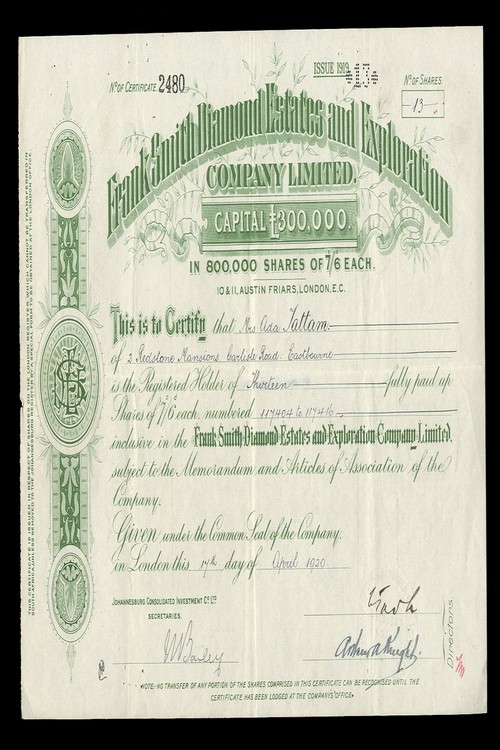 ISSUE 1919
No OF CERTIFICATE 2480
No OF SHARES
-13-
Frank Smith Diamond Estates and Exploration
COMPANY LIMITED.
CAPITAL £300,000.
IN 800,000 SHARES OF 7/6 EACH.
10 & 11, AUSTIN FRIARS, LONDON, E.C.
This is to Certify that Mrs Ada Tattam.
of 2 Redstone Mansions, Carlisle Road. Eastbourne
is the Registered Holder of Thirteen fully paid up
Shares of 7/6 each, numbered 117404 to 117416
inclusive in the Frank Smith Diamond Estates and Exploration Company Limited,
subject to the Memorandum and Articles of Association of the
Company.
Given under the Common Seal of the Company,
in London this 17th day of April 1920.
JOHANNESBURG CONSOLIDATED INVESTMENT Co. LTD
SECRETARIES.
Directors
NOTE:-NO TRANSFER OF ANY PORTION OF THE SHARES COMPRISED IN THIS CERTIFICATE CAN BE RECOGNISED UNTIL THE
CERTIFICATE HAS BEEN LODGED AT THE COMPANY'S OFFICE.